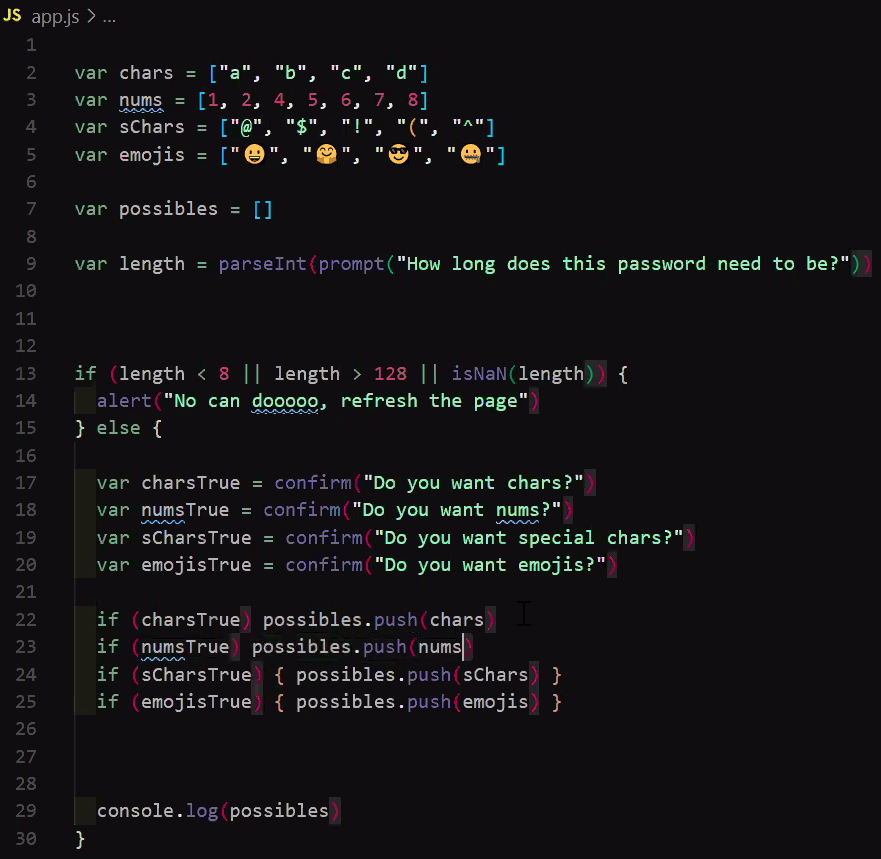 JS app.js > ...
1
2 var chars = ["a", "b", "c", "d"]
3 var nums = [1, 2, 4, 5, 6, 7, 8]
4 var sChars = ["@", "$", "!", "(", "^"]
5 var emojis = ["😀", "🤗", "😎", "🤐"]
6
7 var possibles = []
8
9 var length = parseInt(prompt("How long does this password need to be?"))
10
11
12
13 if (length < 8 || length > 128 || isNaN(length)) {
14 alert("No can dooooo, refresh the page")
15 } else {
16
17 var charsTrue = confirm("Do you want chars?")
18 var numsTrue = confirm("Do you want nums?")
19 var sCharsTrue = confirm("Do you want special chars?")
20 var emojisTrue = confirm("Do you want emojis?")
21
22 if (charsTrue) possibles.push(chars)
23 if (numsTrue) possibles.push(nums)
24 if (sCharsTrue) { possibles.push(sChars) }
25 if (emojisTrue) { possibles.push(emojis) }
26
27
28
29 console.log(possibles)
30 }